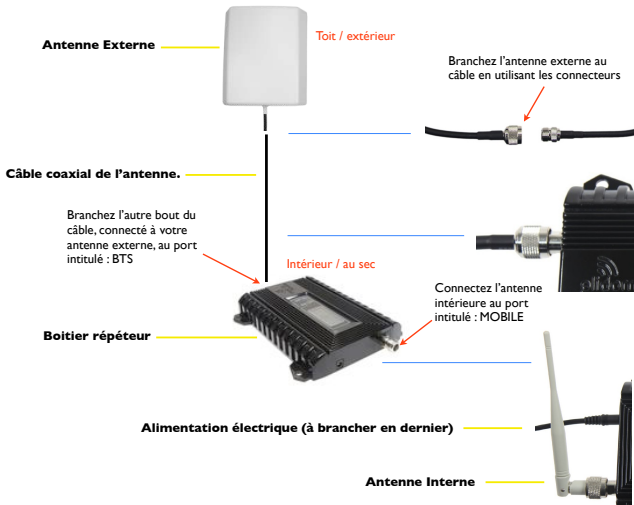 Antenne Externe
Toit / extérieur
Branchez l'antenne externe au
câble en utilisant les connecteurs
Câble coaxial de l'antenne.
Branchez l'autre bout du
câble, connecté à votre
antenne externe, au port
intitulé : BTS
Intérieur / au sec
Connectez l'antenne
intérieure au port
intitulé : MOBILE
Boitier répéteur
Alimentation électrique (à brancher en dernier)
Antenne Interne